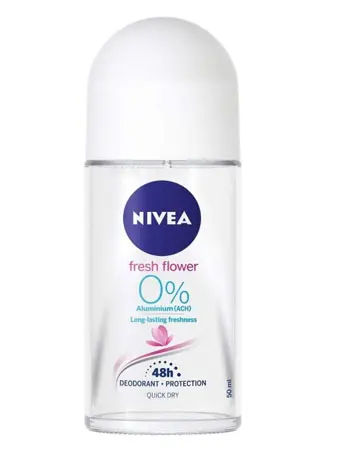 NIVEA
fresh flower
0%
Aluminium (ACH)
Long-lasting freshness
48h
DEODORANT • PROTECTION
QUICK DRY
50 ml